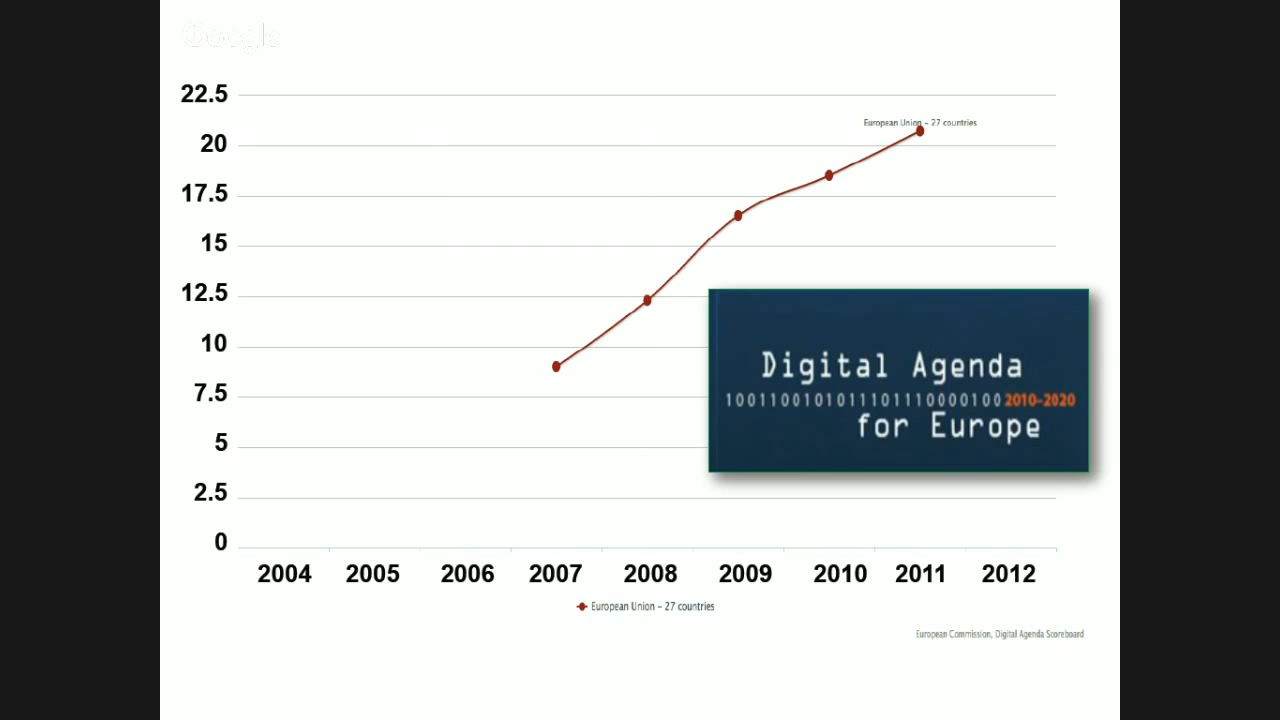 Google
22.5
European Union – 27 countries
20
17.5
15
12.5
10
7.5
5
2.5
0
Digital Agenda
1001100101011101110000100 2010–2020
for Europe
2004 2005 2006 2007 2008 2009 2010 2011 2012
European Union – 27 countries
European Commission, Digital Agenda Scoreboard